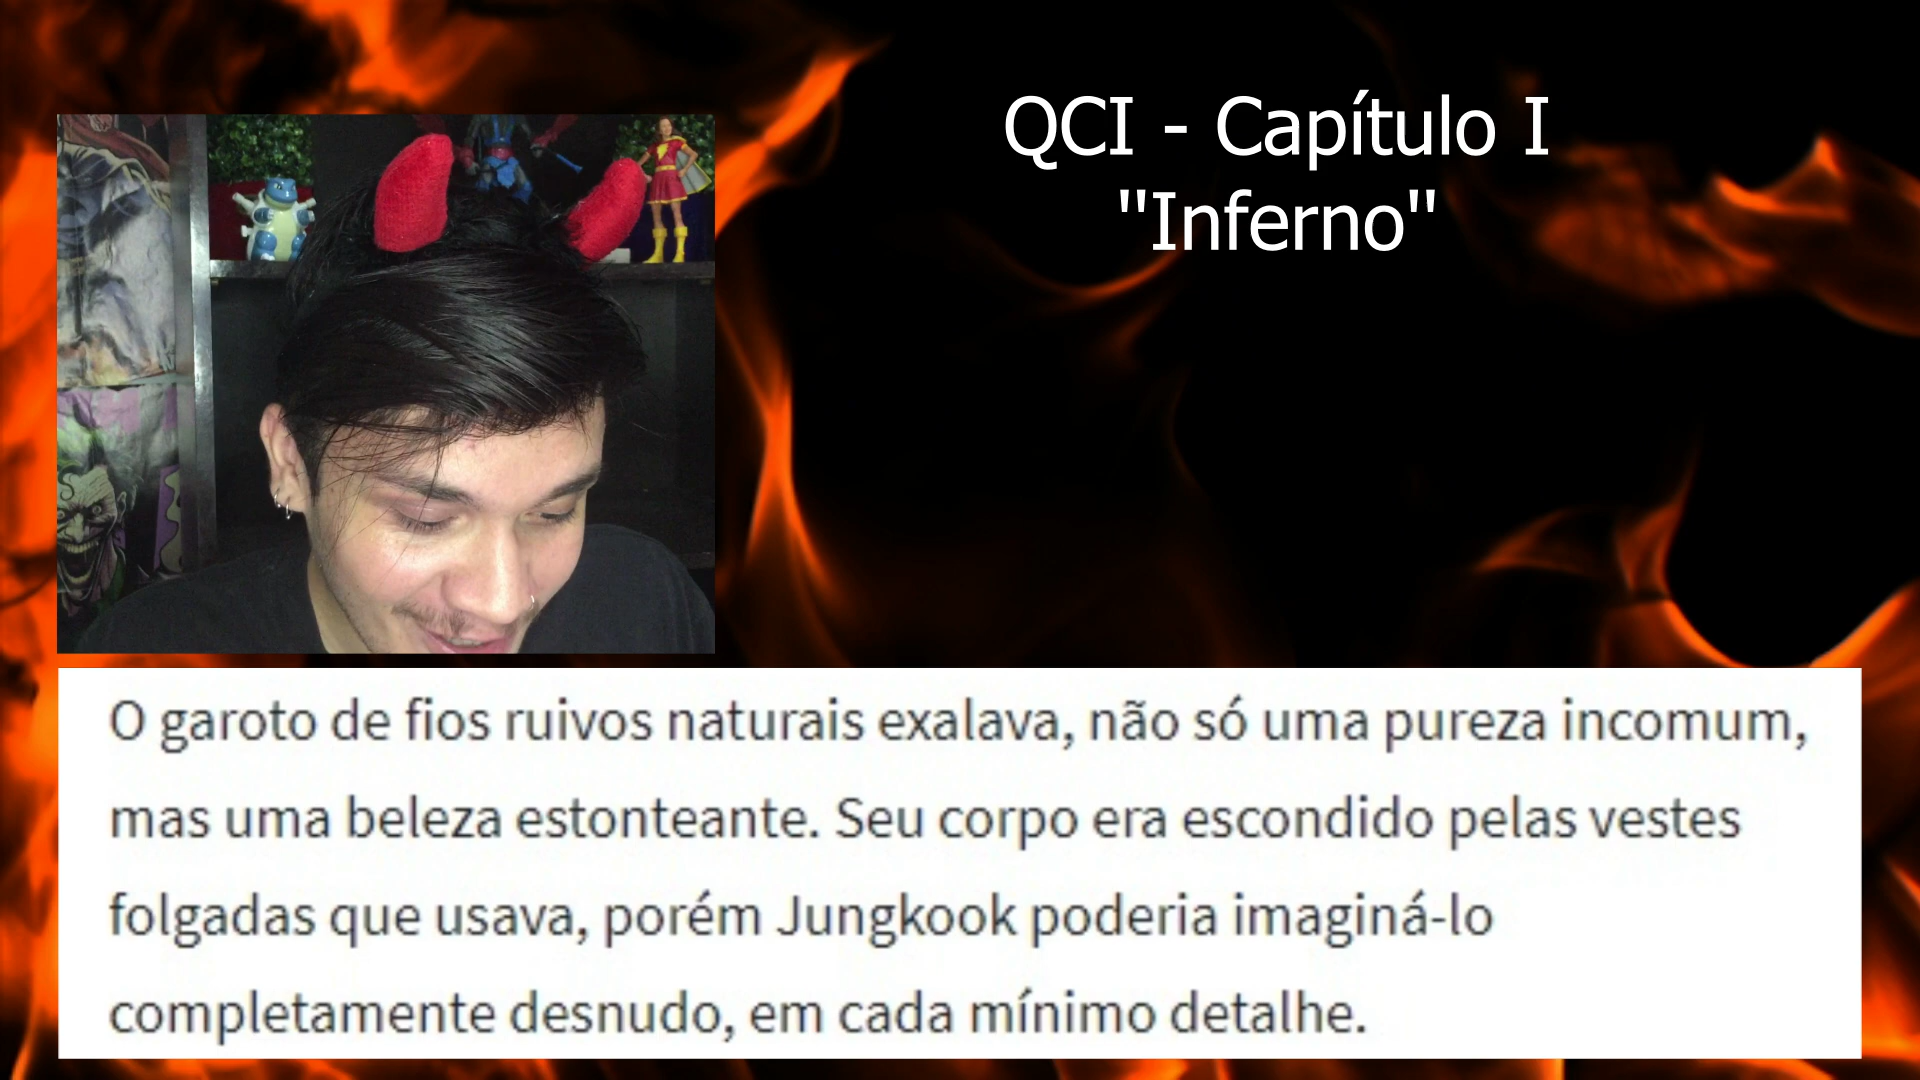 QCI - Capítulo I
"Inferno"
O garoto de fios ruivos naturais exalava, não só uma pureza incomum,
mas uma beleza estonteante. Seu corpo era escondido pelas vestes
folgadas que usava, porém Jungkook poderia imaginá-lo
completamente desnudo, em cada mínimo detalhe.